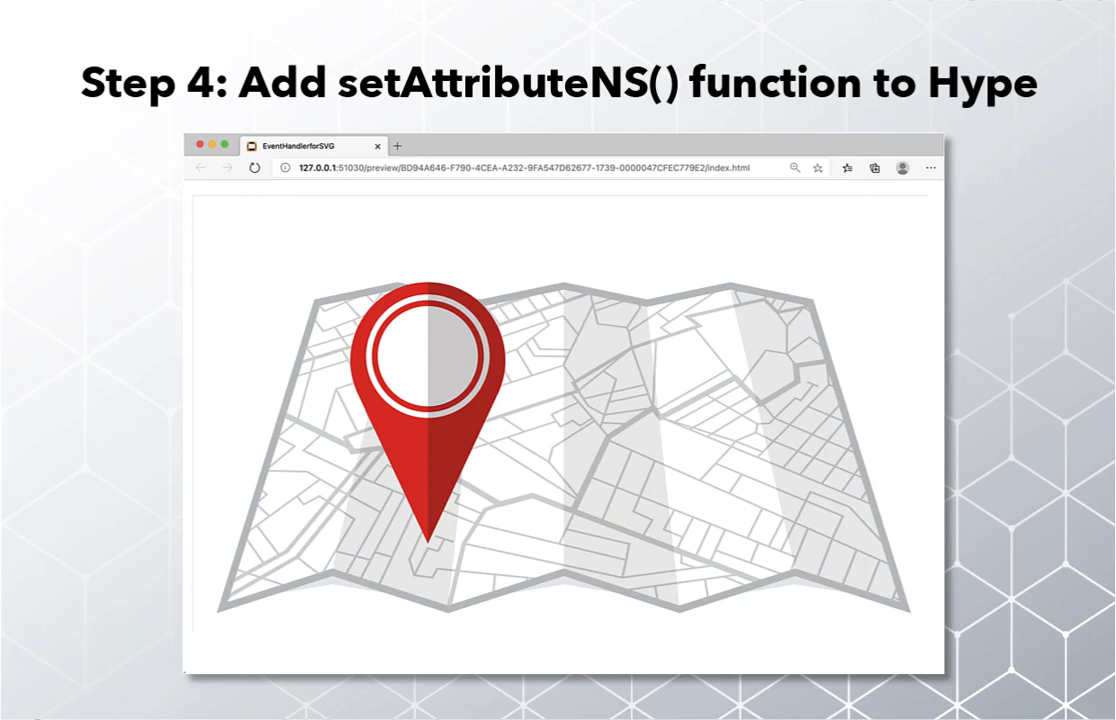 Step 4: Add setAttributeNS() function to Hype
EventHandlerforSVG
127.0.0.1:51030/preview/BD94A646-F790-4CEA-A232-9FA547D62677-1739-0000047CFEC779E2/index.html